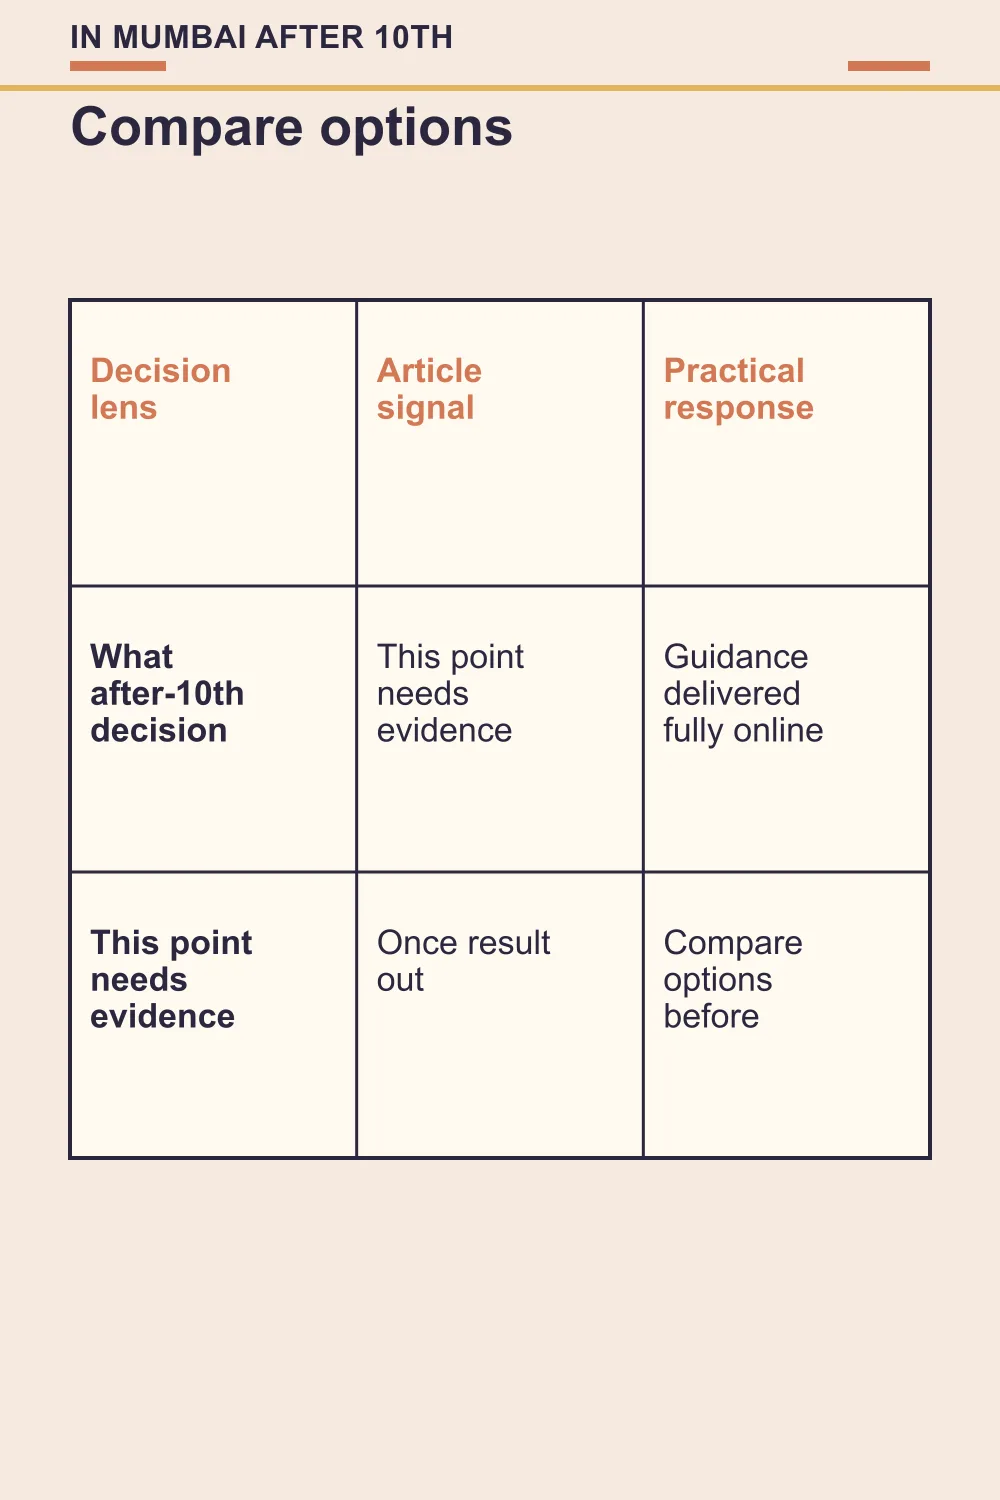 IN MUMBAI AFTER 10TH
Compare options
Decision
lens
Article
signal
Practical
response
What
after-10th
decision
This point
needs
evidence
Guidance
delivered
fully online
This point
needs
evidence
Once result
out
Compare
options
before